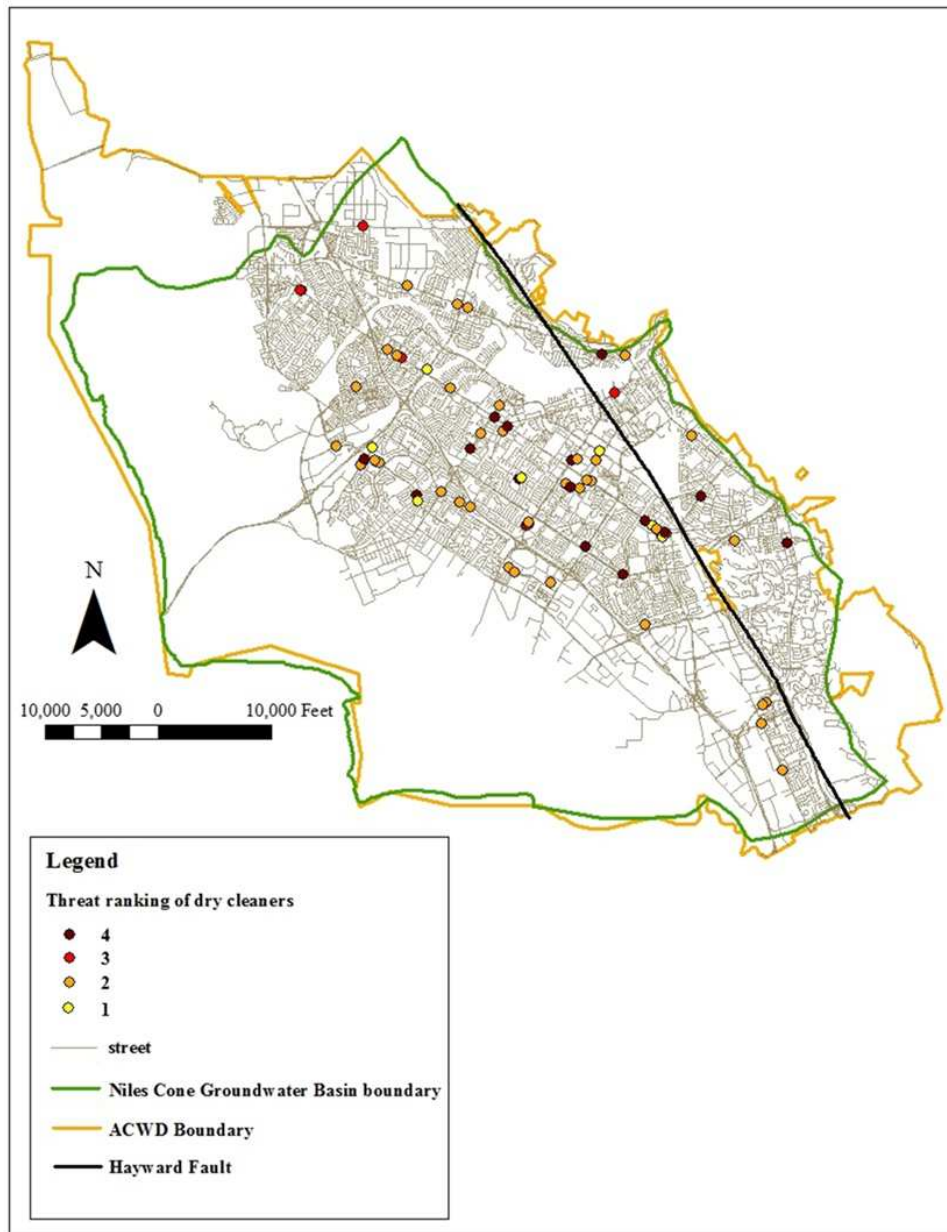 N
10,000 5,000 0 10,000 Feet
Legend
Threat ranking of dry cleaners
4
3
2
1
street
Niles Cone Groundwater Basin boundary
ACWD Boundary
Hayward Fault